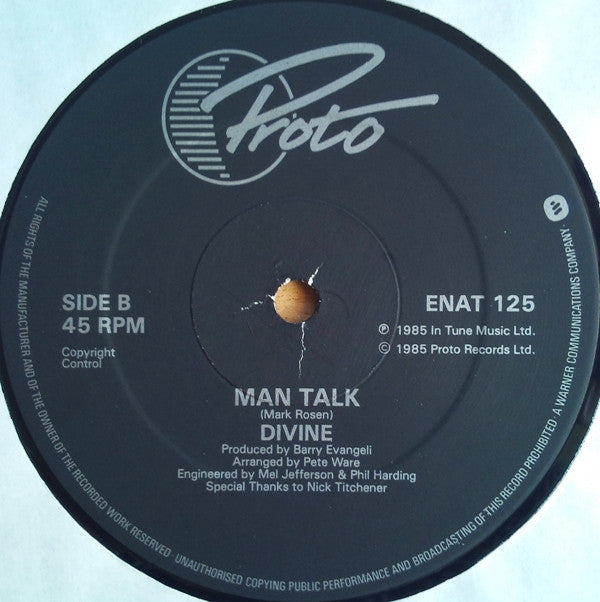 Proto
SIDE B
45 RPM
Copyright
Control
ENAT 125
Ⓟ 1985 In Tune Music Ltd.
© 1985 Proto Records Ltd.
MAN TALK
(Mark Rosen)
DIVINE
Produced by Barry Evangeli
Arranged by Pete Ware
Engineered by Mel Jefferson & Phil Harding
Special Thanks to Nick Titchener
ALL RIGHTS OF THE MANUFACTURER AND OF THE OWNER OF THE RECORDED WORK RESERVED · UNAUTHORISED COPYING PUBLIC PERFORMANCE AND BROADCASTING OF THIS RECORD PROHIBITED · A WARNER COMMUNICATIONS COMPANY ·